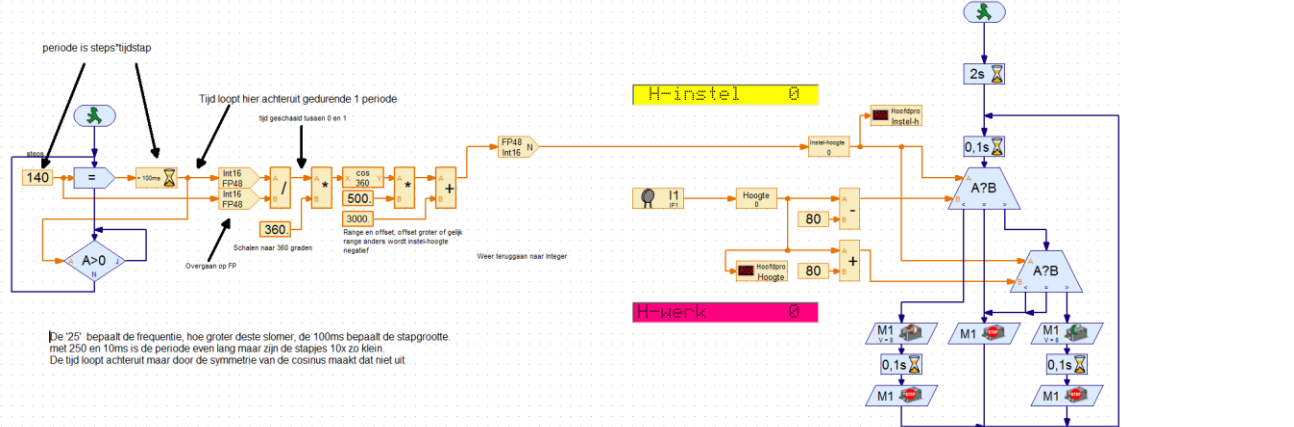 periode is steps*tijdstap
Tijd loopt hier achteruit gedurende 1 periode
tijd geschaald tussen 0 en 1
steps
140
=
100ms
Int16
FP48
Int16
FP48
A
/
B
A
*
B
X cos
360
500.
A
*
B
3000.
A
+
B
360.
Schalen naar 360 graden
Range en offset, offset groter of gelijk
range anders wordt instel-hoogte
negatief
Overgaan op FP
Weer teruggaan naar Integer
A A>0 J
N
FP48
Int16 N
De '25' bepaalt de frequentie, hoe groter deste slomer, de 100ms bepaalt de stapgrootte.
met 250 en 10ms is de periode even lang maar zijn de stapjes 10x zo klein.
De tijd loopt achteruit maar door de symmetrie van de cosinus maakt dat niet uit
H-instel 0
Instel-hoogte
0
Hoofdpro
Instel-h
I1
Hoogte
0
80
A
-
B
80
A
+
B
Hoofdpro
Hoogte
H-werk 0
2s
0,1s
A
A?B
B
< = >
A
A?B
B
< = >
M1
V = 8
M1
STOP
M1
V = 8
0,1s
0,1s
M1
STOP
M1
STOP